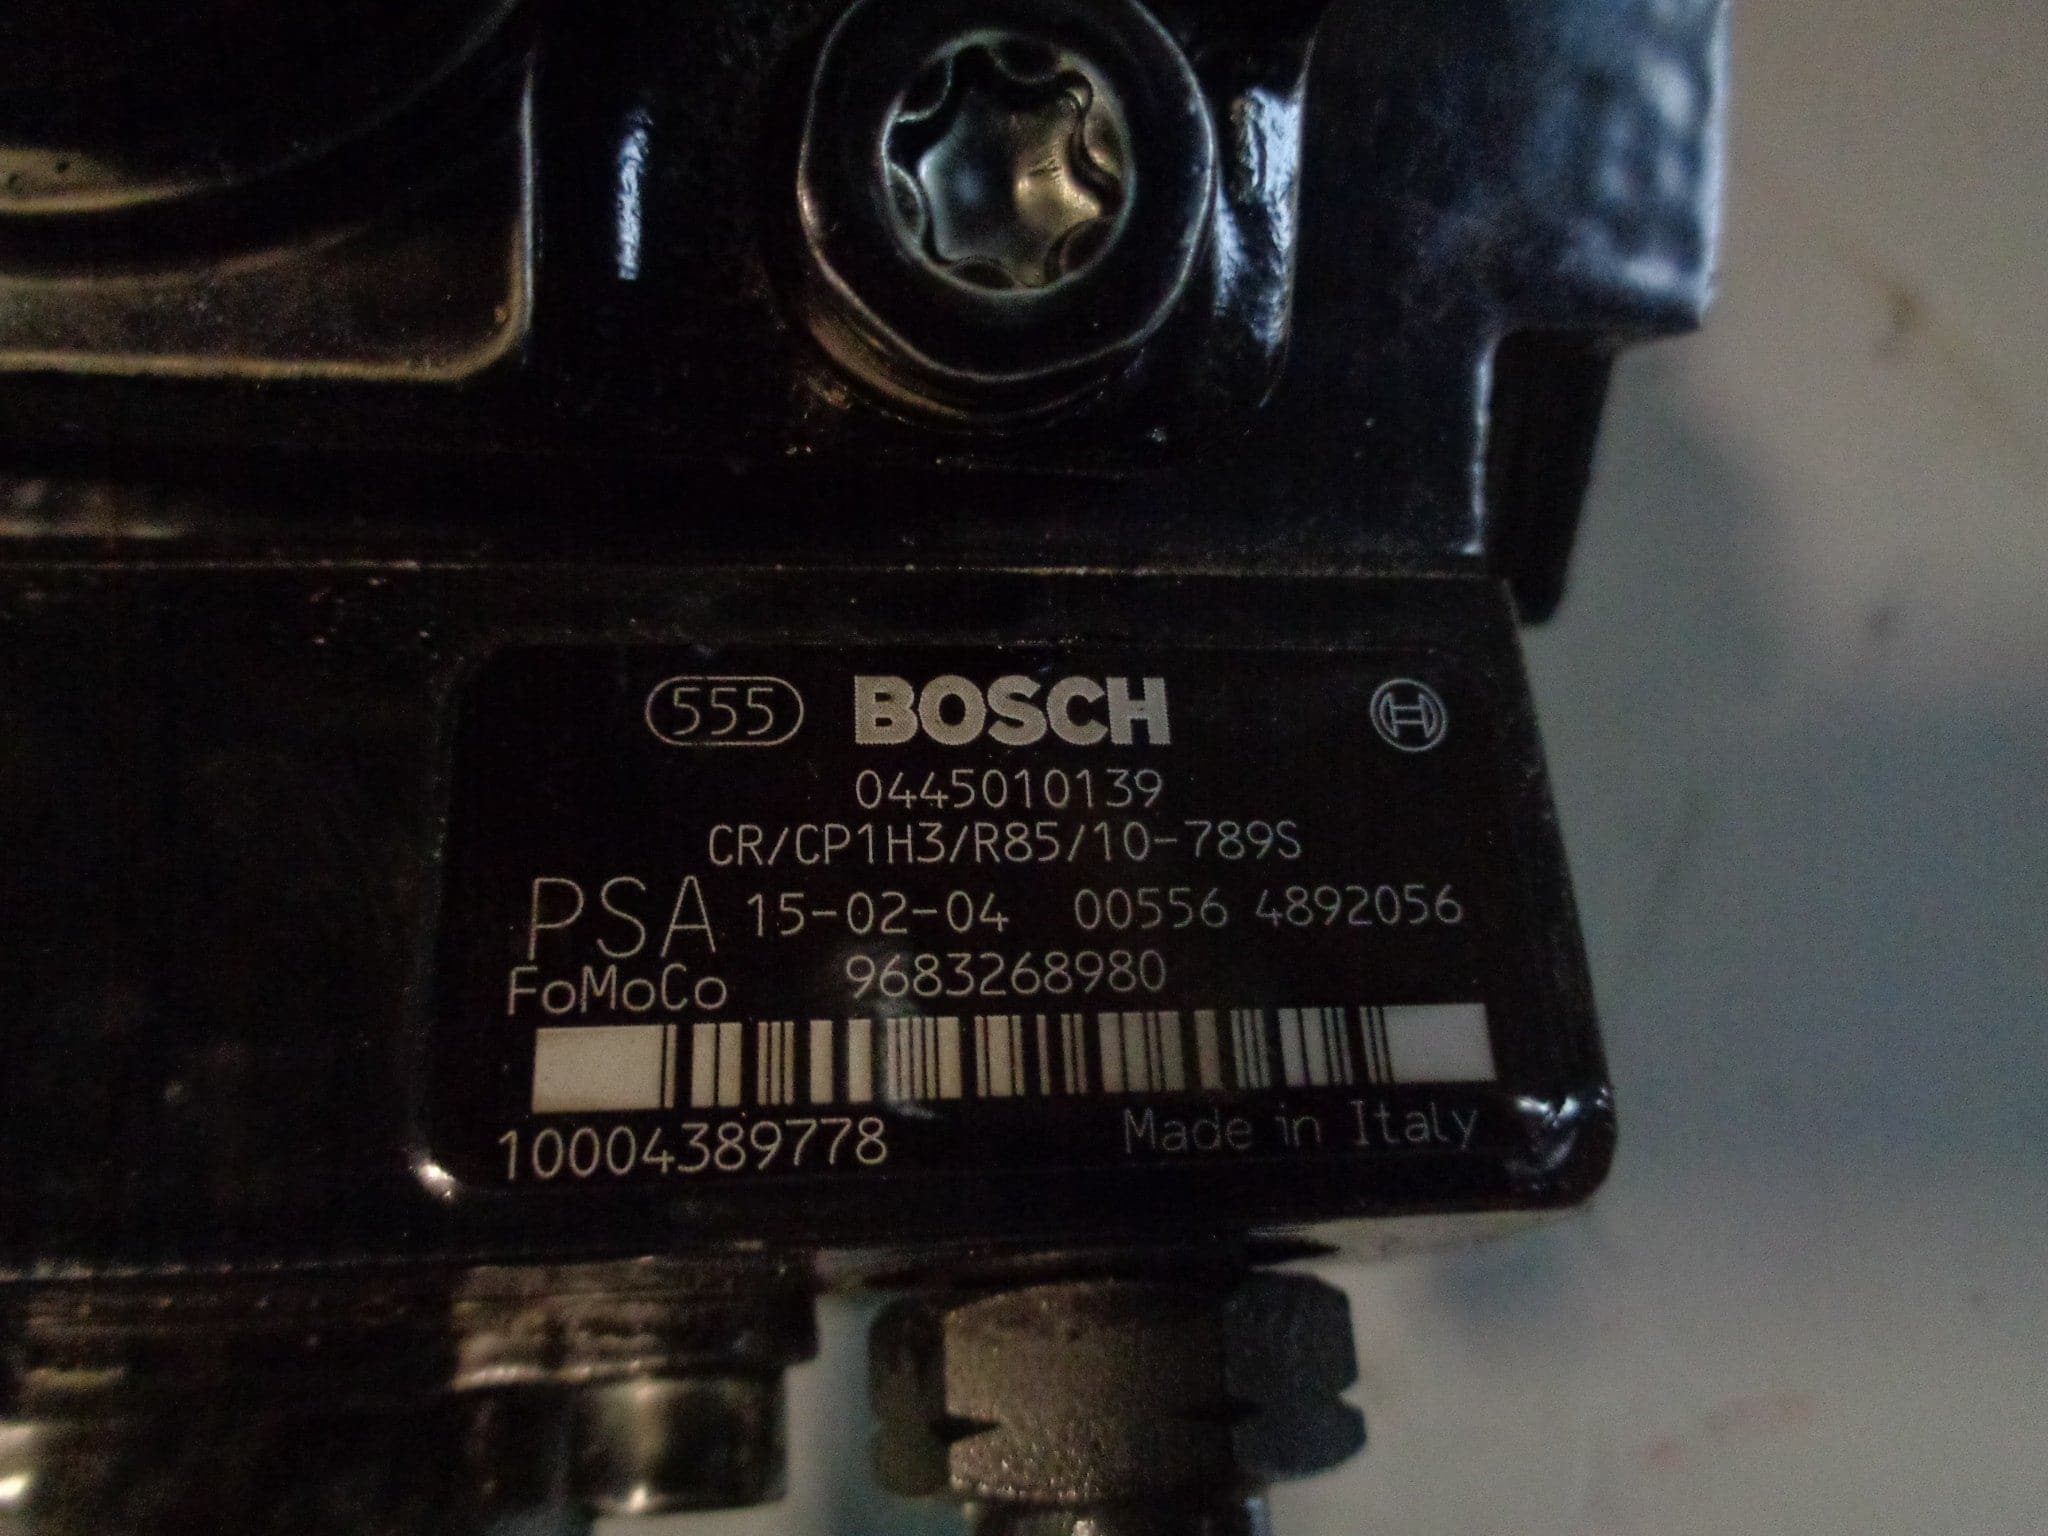 555 BOSCH
0445010139
CR/CP1H3/R85/10-789S
PSA 15-02-04 00556 4892056
FoMoCo 9683268980
10004389778 Made in Italy